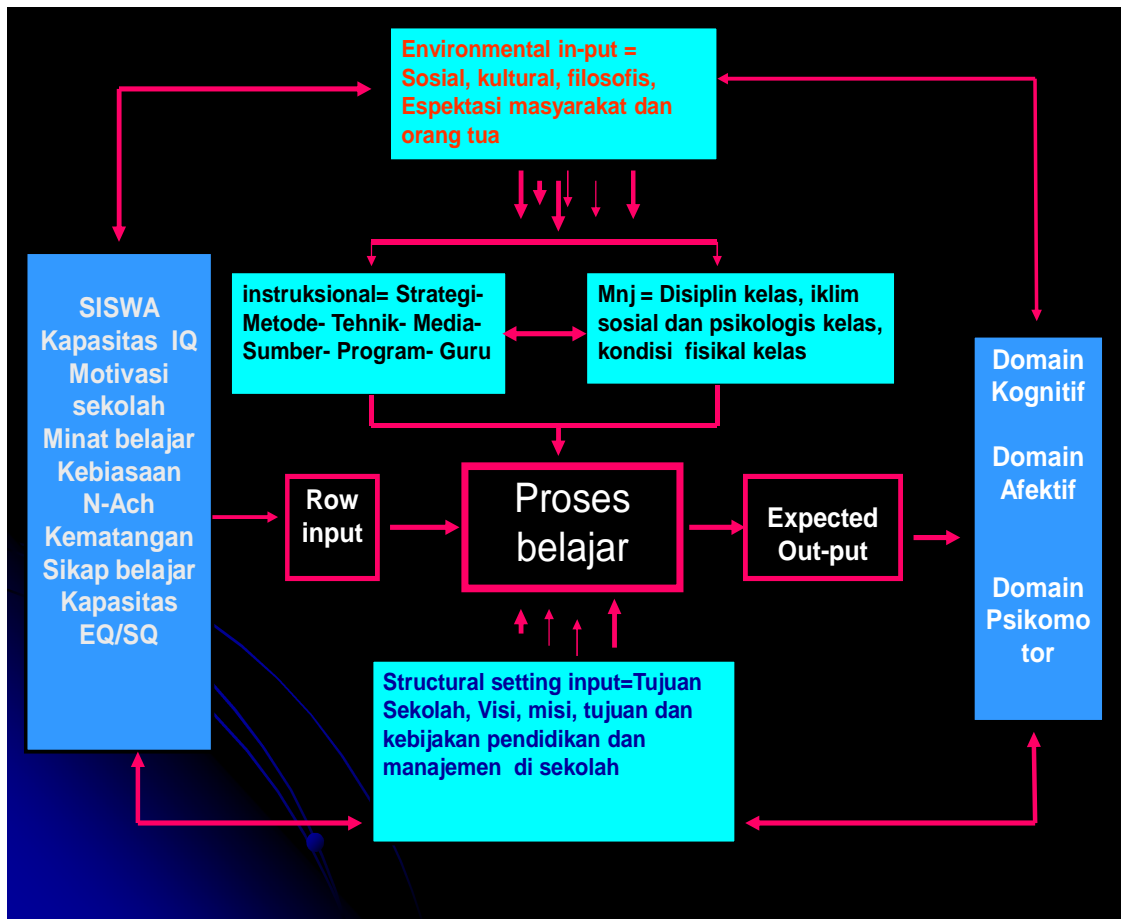 Environmental in-put =
Sosial, kultural, filosofis,
Espektasi masyarakat dan
orang tua
instruksional= Strategi-
Metode- Tehnik- Media-
Sumber- Program- Guru
Mnj = Disiplin kelas, iklim
sosial dan psikologis kelas,
kondisi fisikal kelas
SISWA
Kapasitas IQ
Motivasi
sekolah
Minat belajar
Kebiasaan
N-Ach
Kematangan
Sikap belajar
Kapasitas
EQ/SQ
Row
input
Proses
belajar
Expected
Out-put
Domain
Kognitif
Domain
Afektif
Domain
Psikomo
tor
Structural setting input=Tujuan
Sekolah, Visi, misi, tujuan dan
kebijakan pendidikan dan
manajemen di sekolah